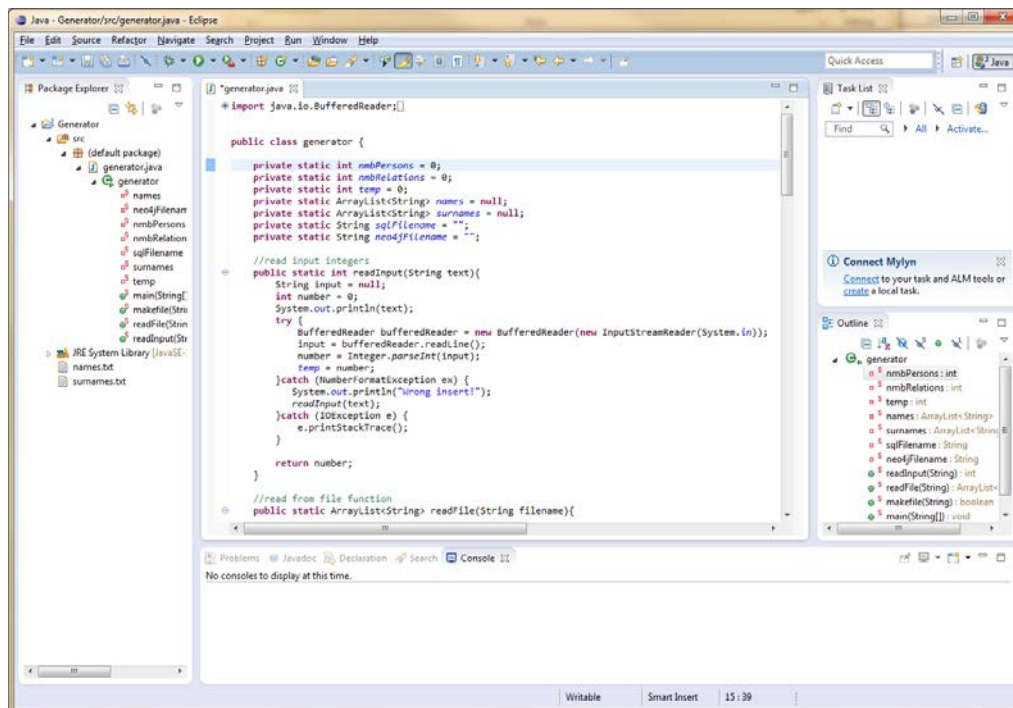 Java - Generator/src/generator.java - Eclipse
File Edit Source Refactor Navigate Search Project Run Window Help
Quick Access
Java
Package Explorer
Generator
src
(default package)
generator.java
generator
names
neo4jFilenam
nmbPersons
nmbRelation
sqlFilename
surnames
temp
main(String[
makefile(Strin
readFile(Strin
readInput(Str
JRE System Library [JavaSE-
names.txt
surnames.txt
*generator.java
import java.io.BufferedReader;
public class generator {
private static int nmbPersons = 0;
private static int nmbRelations = 0;
private static int temp = 0;
private static ArrayList<String> names = null;
private static ArrayList<String> surnames = null;
private static String sqlFilename = "";
private static String neo4jFilename = "";
//read input integers
public static int readInput(String text){
String input = null;
int number = 0;
System.out.println(text);
try {
BufferedReader bufferedReader = new BufferedReader(new InputStreamReader(System.in));
input = bufferedReader.readLine();
number = Integer.parseInt(input);
temp = number;
}catch (NumberFormatException ex) {
System.out.println("Wrong insert!");
readInput(text);
}catch (IOException e) {
e.printStackTrace();
}
return number;
}
//read from file function
public static ArrayList<String> readFile(String filename){
Task List
Find All Activate...
Connect Mylyn
Connect to your task and ALM tools or
create a local task.
Outline
generator
nmbPersons : int
nmbRelations : int
temp : int
names : ArrayList<String>
surnames : ArrayList<String
sqlFilename : String
neo4jFilename : String
readInput(String) : int
readFile(String) : ArrayList<
makefile(String) : boolean
main(String[]) : void
Problems Javadoc Declaration Search Console
No consoles to display at this time.
Writable Smart Insert 15 : 39